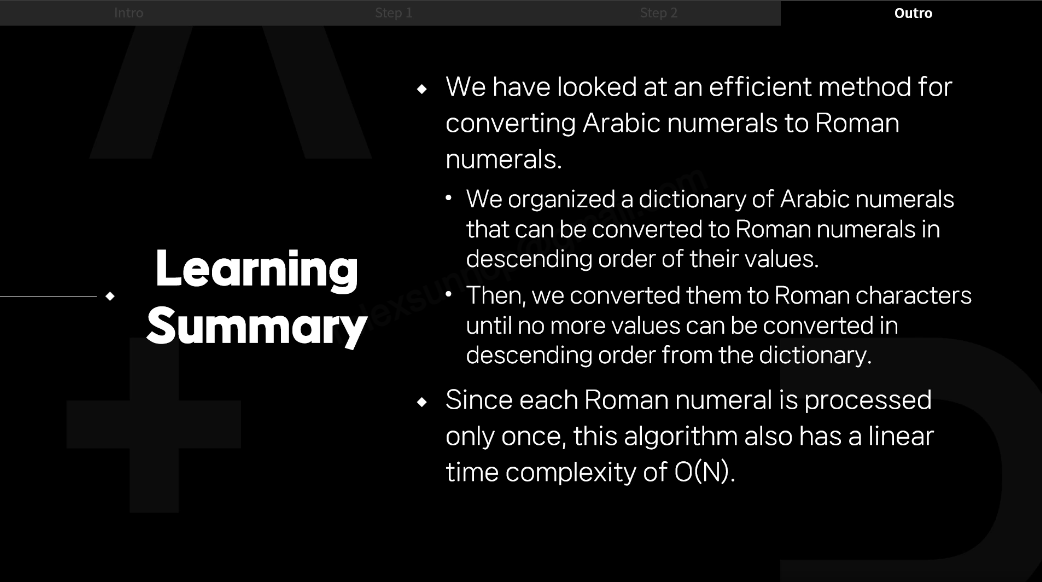 Intro
Step 1
Step 2
Outro
Learning
Summary
We have looked at an efficient method for
converting Arabic numerals to Roman
numerals.
We organized a dictionary of Arabic numerals
that can be converted to Roman numerals in
descending order of their values.
Then, we converted them to Roman characters
until no more values can be converted in
descending order from the dictionary.
Since each Roman numeral is processed
only once, this algorithm also has a linear
time complexity of O(N).